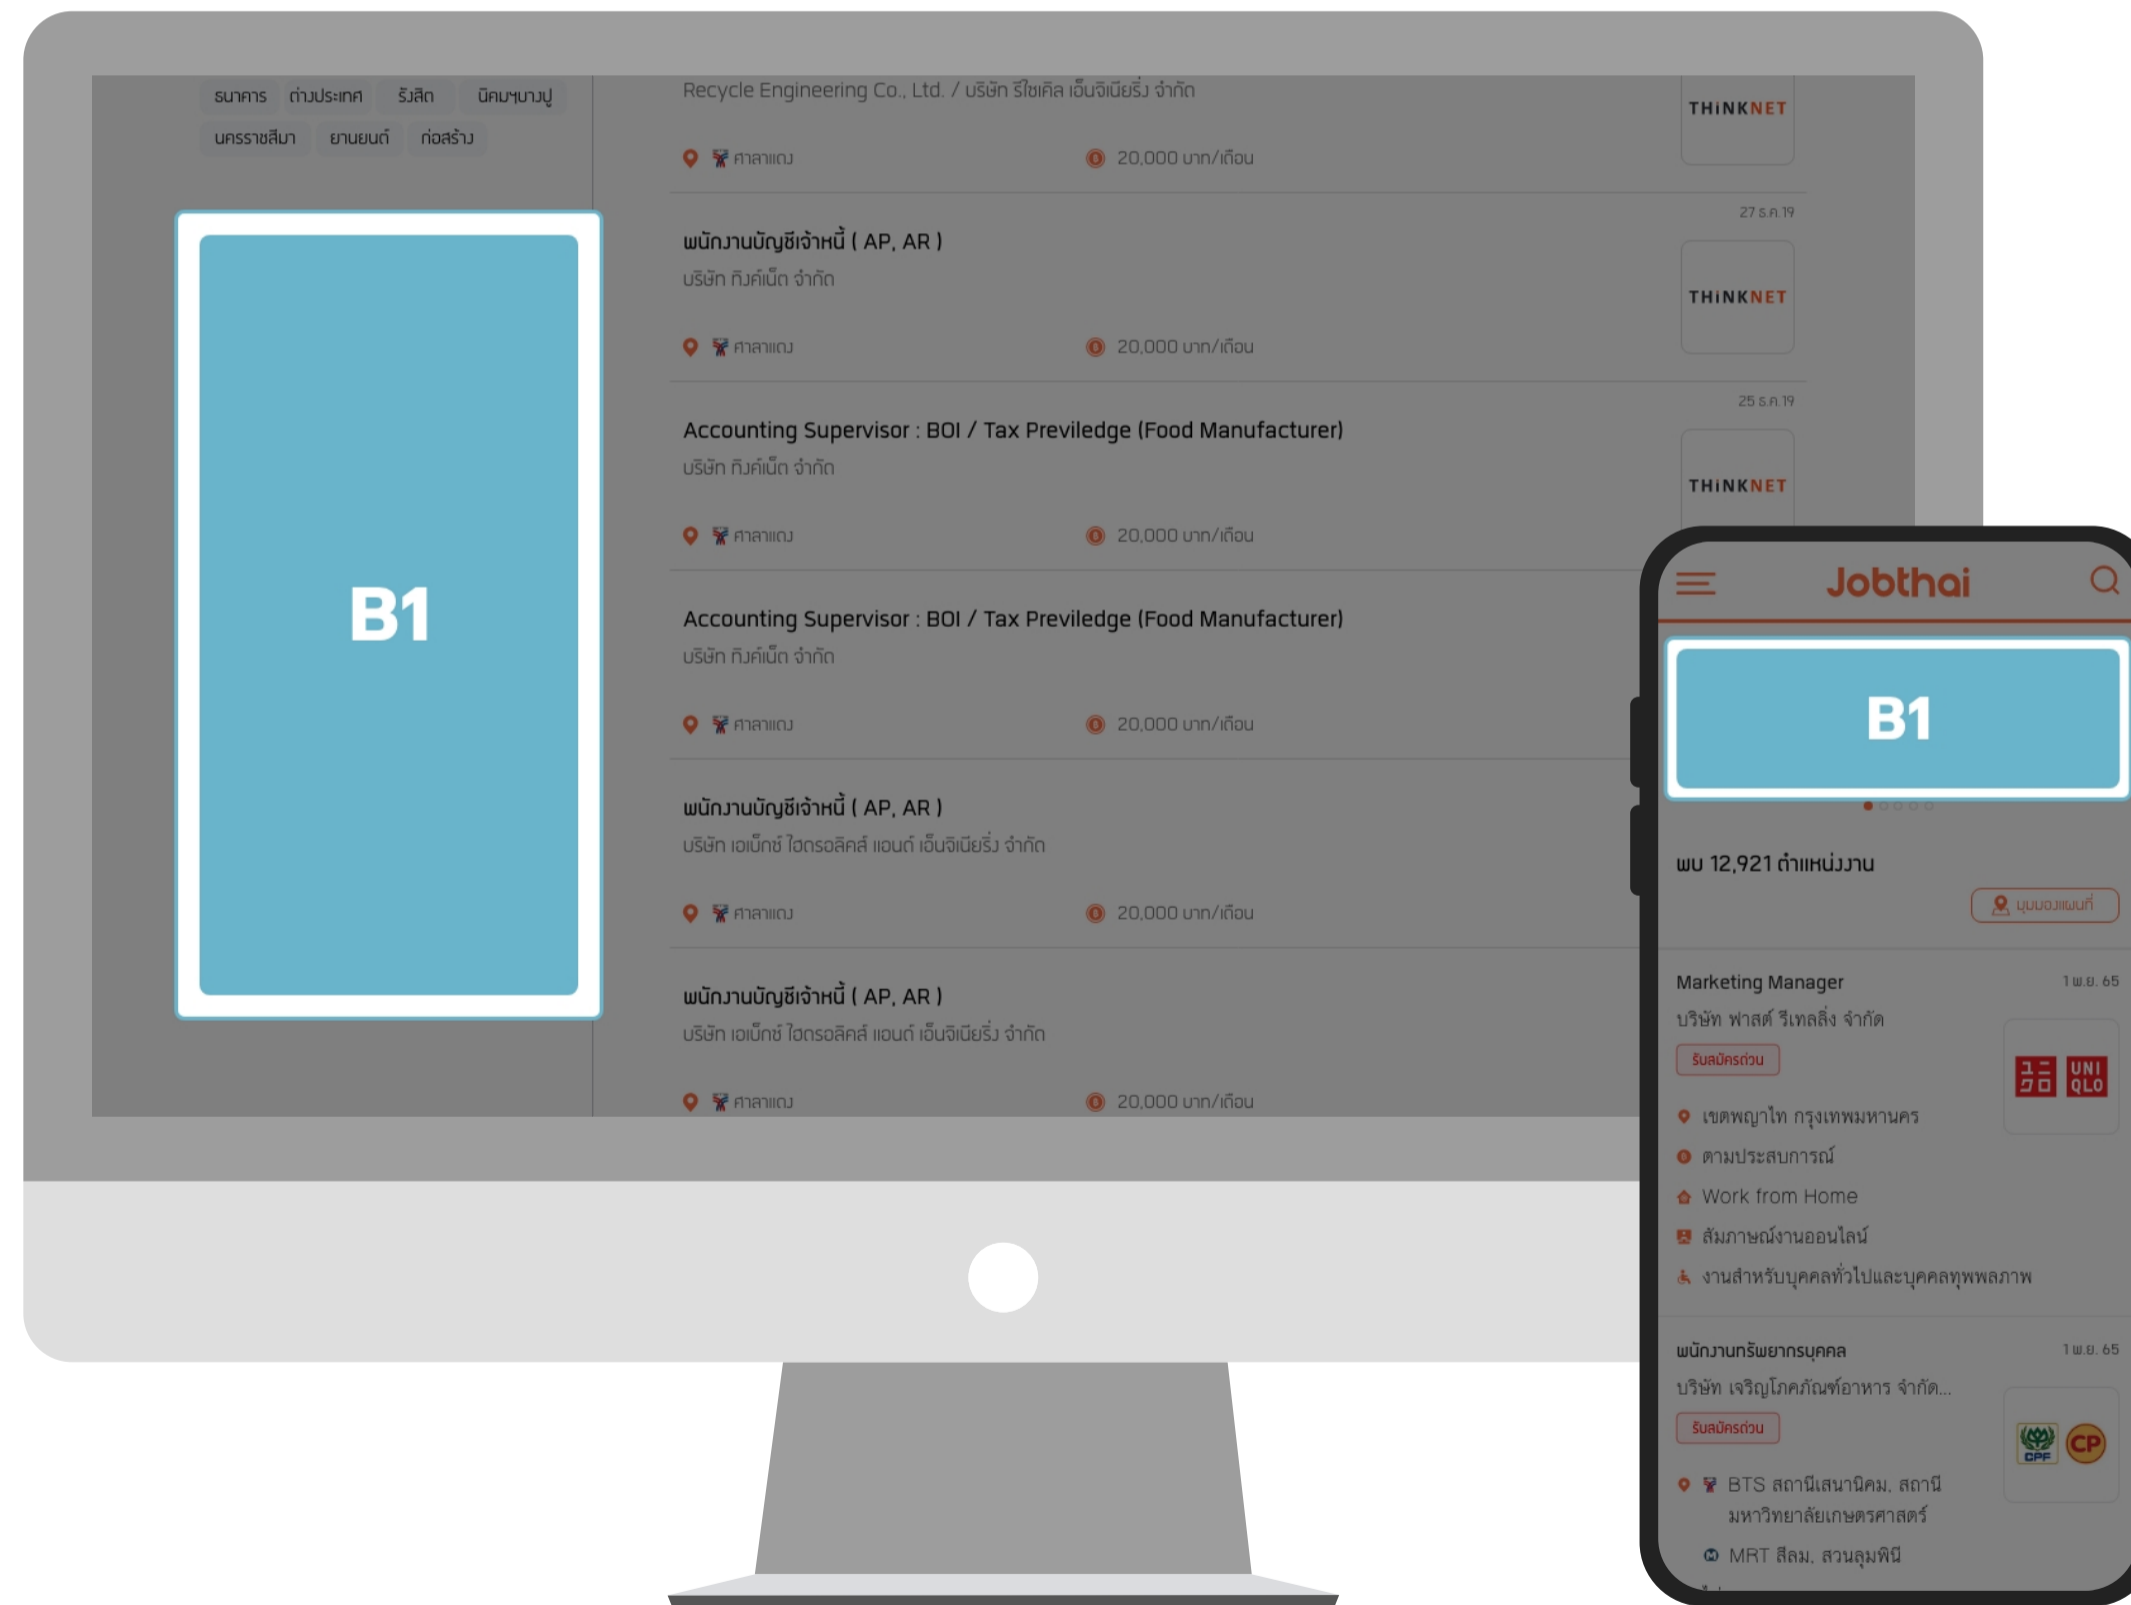 ธนาคาร ต่างประเทศ รังสิต นิคมฯบางปู
นครราชสีมา ยานยนต์ ก่อสร้าง
B1
Recycle Engineering Co., Ltd. / บริษัท รีไซเคิล เอ็นจิเนียริ่ง จำกัด
THiNKNET
ศาลาแดง 20,000 บาท/เดือน
27 ธ.ค.19
พนักงานบัญชีเจ้าหนี้ ( AP, AR )
บริษัท ทิงค์เน็ต จำกัด
THiNKNET
ศาลาแดง 20,000 บาท/เดือน
25 ธ.ค.19
Accounting Supervisor : BOI / Tax Previledge (Food Manufacturer)
บริษัท ทิงค์เน็ต จำกัด
THiNKNET
ศาลาแดง 20,000 บาท/เดือน
Accounting Supervisor : BOI / Tax Previledge (Food Manufacturer)
บริษัท ทิงค์เน็ต จำกัด
ศาลาแดง 20,000 บาท/เดือน
พนักงานบัญชีเจ้าหนี้ ( AP, AR )
บริษัท เอเบ็กซ์ ไฮดรอลิคส์ แอนด์ เอ็นจิเนียริ่ง จำกัด
ศาลาแดง 20,000 บาท/เดือน
พนักงานบัญชีเจ้าหนี้ ( AP, AR )
บริษัท เอเบ็กซ์ ไฮดรอลิคส์ แอนด์ เอ็นจิเนียริ่ง จำกัด
ศาลาแดง 20,000 บาท/เดือน
Jobthai
B1
พบ 12,921 ตำแหน่งงาน
มุมมองแผนที่
Marketing Manager 1 พ.ย. 65
บริษัท ฟาสต์ รีเทลลิ่ง จำกัด
รับสมัครด่วน
ユニクロ UNIQLO
เขตพญาไท กรุงเทพมหานคร
ตามประสบการณ์
Work from Home
สัมภาษณ์งานออนไลน์
งานสำหรับบุคคลทั่วไปและบุคคลทุพพลภาพ
พนักงานทรัพยากรบุคคล 1 พ.ย. 65
บริษัท เจริญโภคภัณฑ์อาหาร จำกัด...
รับสมัครด่วน
CPF CP
BTS สถานีเสนานิคม, สถานี
มหาวิทยาลัยเกษตรศาสตร์
MRT สีลม, สวนลุมพินี